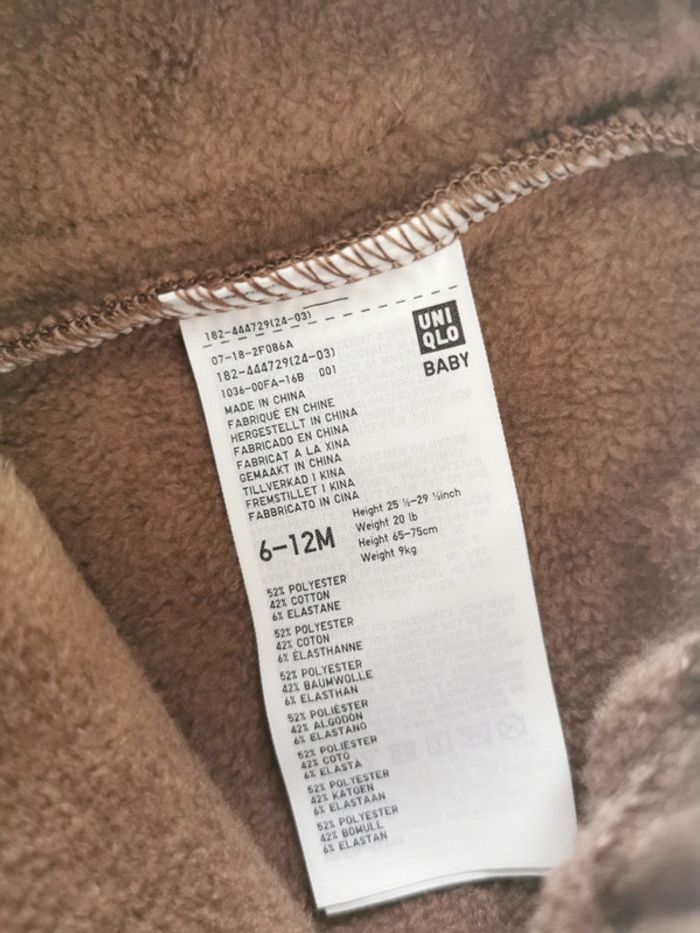 182-444729(24-03)
07-18-2F086A
182-444729(24-03)
1036-00FA-16B 001
UNI
QLO
BABY
MADE IN CHINA
FABRIQUÉ EN CHINE
HERGESTELLT IN CHINA
FABRICADO EN CHINA
FABRICAT A LA XINA
GEMAAKT IN CHINA
TILLVERKAD I KINA
FREMSTILLET I KINA
FABBRICATO IN CINA
6-12M
Height 25 ½-29 ½inch
Weight 20 lb
Height 65-75cm
Weight 9kg
52% POLYESTER
42% COTTON
6% ELASTANE
52% POLYESTER
42% COTON
6% ÉLASTHANNE
52% POLYESTER
42% BAUMWOLLE
6% ELASTHAN
52% POLIÉSTER
42% ALGODÓN
6% ELASTANO
52% POLIÈSTER
42% COTÓ
6% ELASTÀ
52% POLYESTER
42% KATOEN
6% ELASTAAN
52% POLYESTER
42% BOMULL
6% ELASTAN